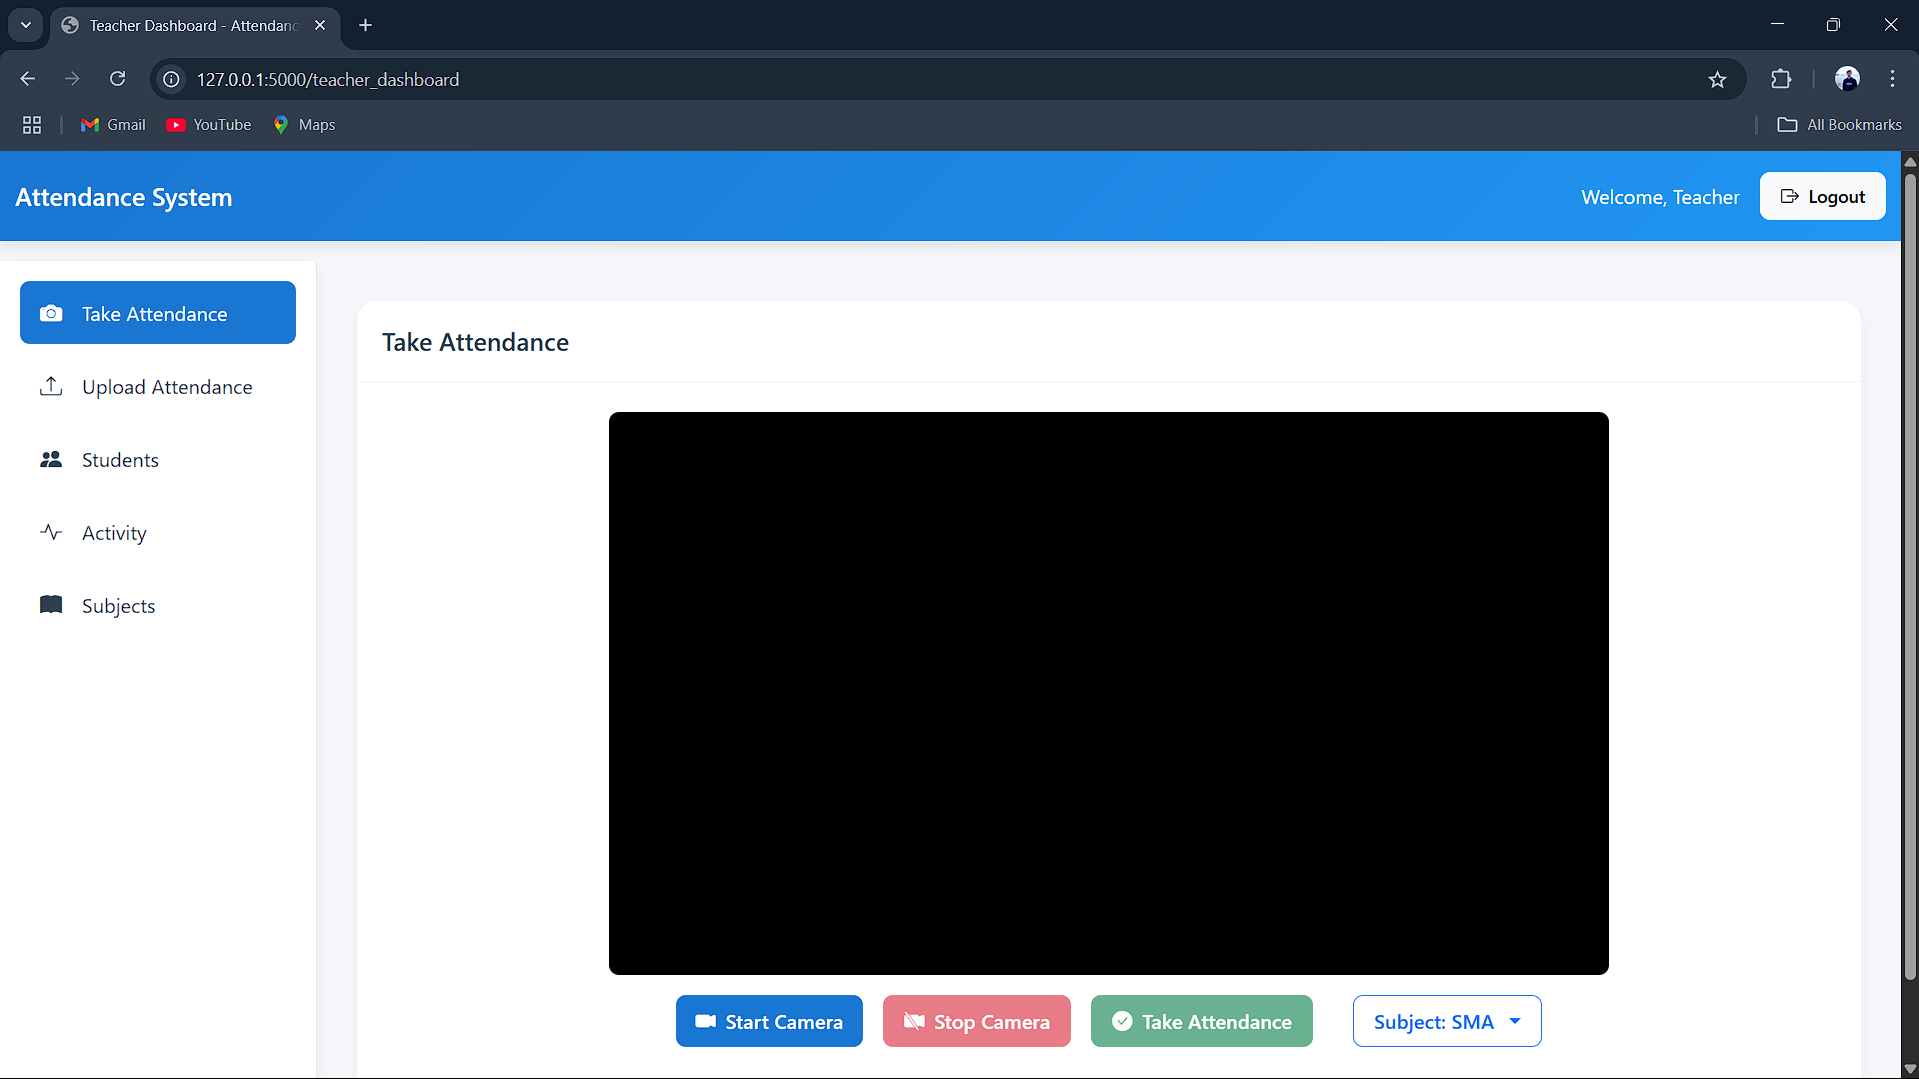 Teacher Dashboard - Attendanc
127.0.0.1:5000/teacher_dashboard
Gmail
YouTube
Maps
All Bookmarks
Attendance System
Welcome, Teacher
Logout
Take Attendance
Upload Attendance
Students
Activity
Subjects
Take Attendance
Start Camera
Stop Camera
Take Attendance
Subject: SMA